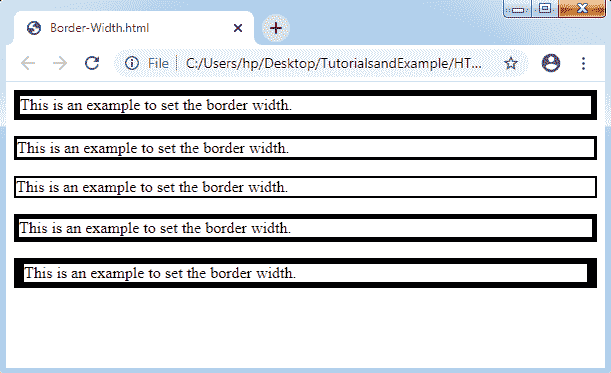 Border-Width.html
File | C:/Users/hp/Desktop/TutorialsandExample/HT...
This is an example to set the border width.
This is an example to set the border width.
This is an example to set the border width.
This is an example to set the border width.
This is an example to set the border width.